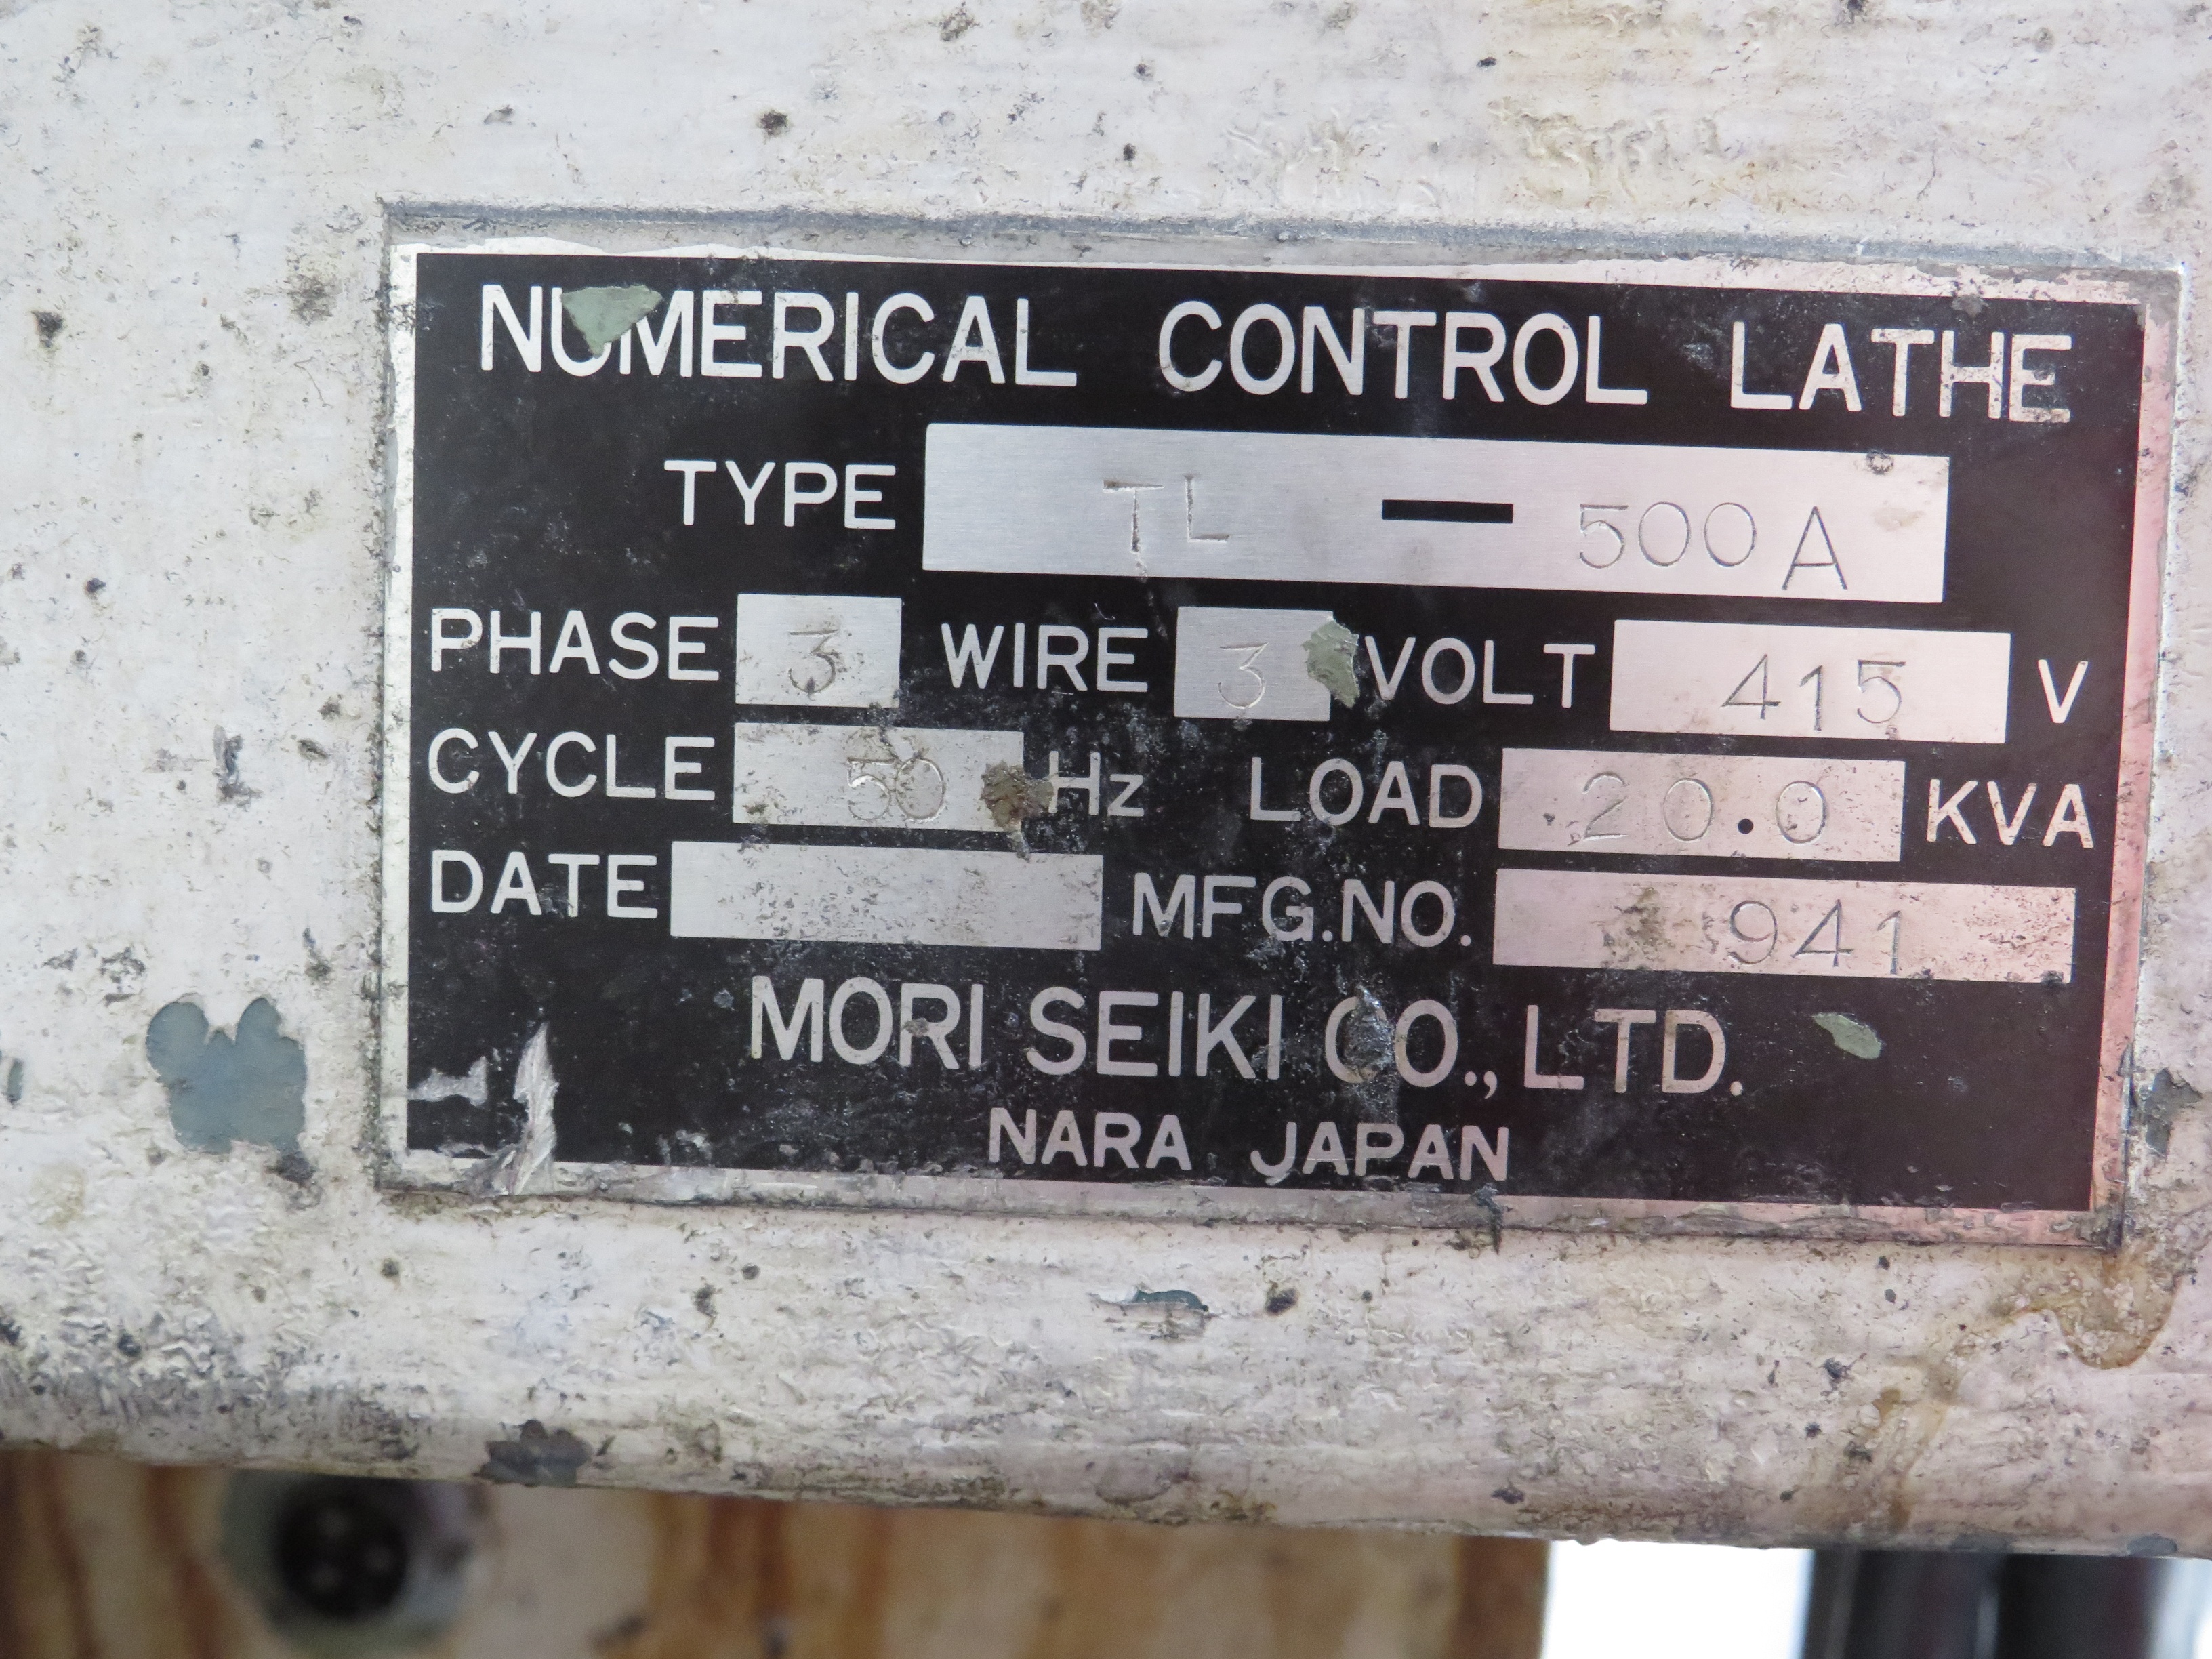 NUMERICAL CONTROL LATHE
TYPE TL - 500A
PHASE 3 WIRE 3 VOLT 415 V
CYCLE 50 Hz LOAD 20.0 KVA
DATE MFG.NO. 941
MORI SEIKI CO., LTD.
NARA JAPAN